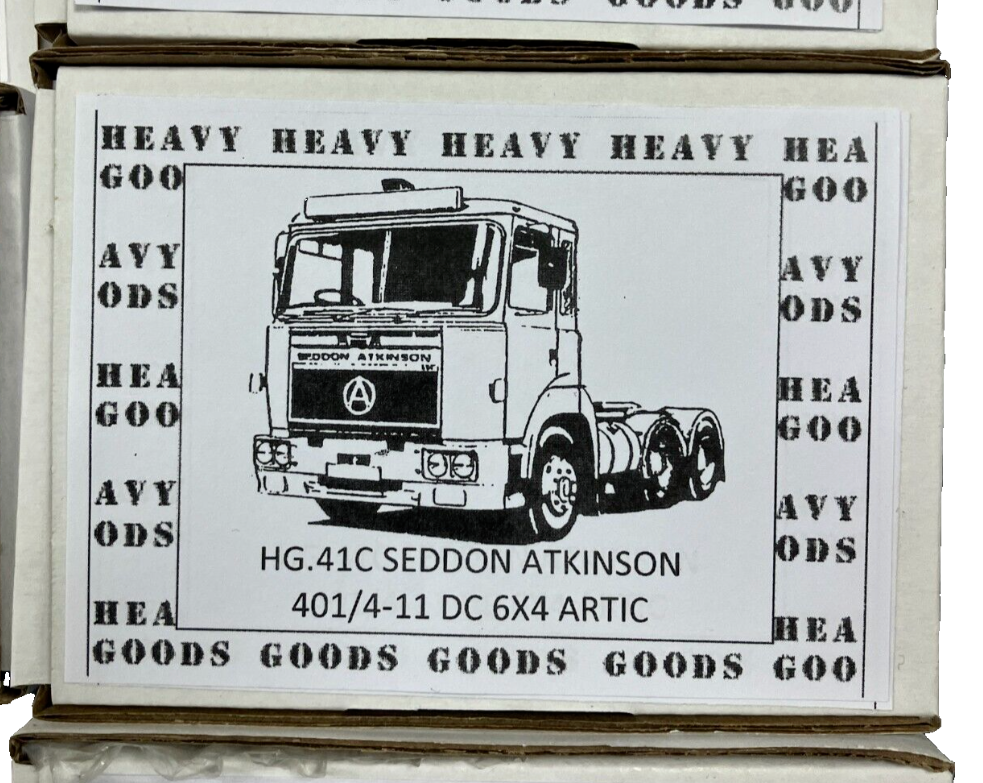 GOODS GOO
HEAVY HEAVY HEAVY HEAVY HEA
GOO GOO
AVY AVY
ODS ODS
HEA HEA
GOO GOO
AVY AVY
ODS ODS
HEA HEA
SEDDON ATKINSON
A
HG.41C SEDDON ATKINSON
401/4-11 DC 6X4 ARTIC
GOODS GOODS GOODS GOODS GOO